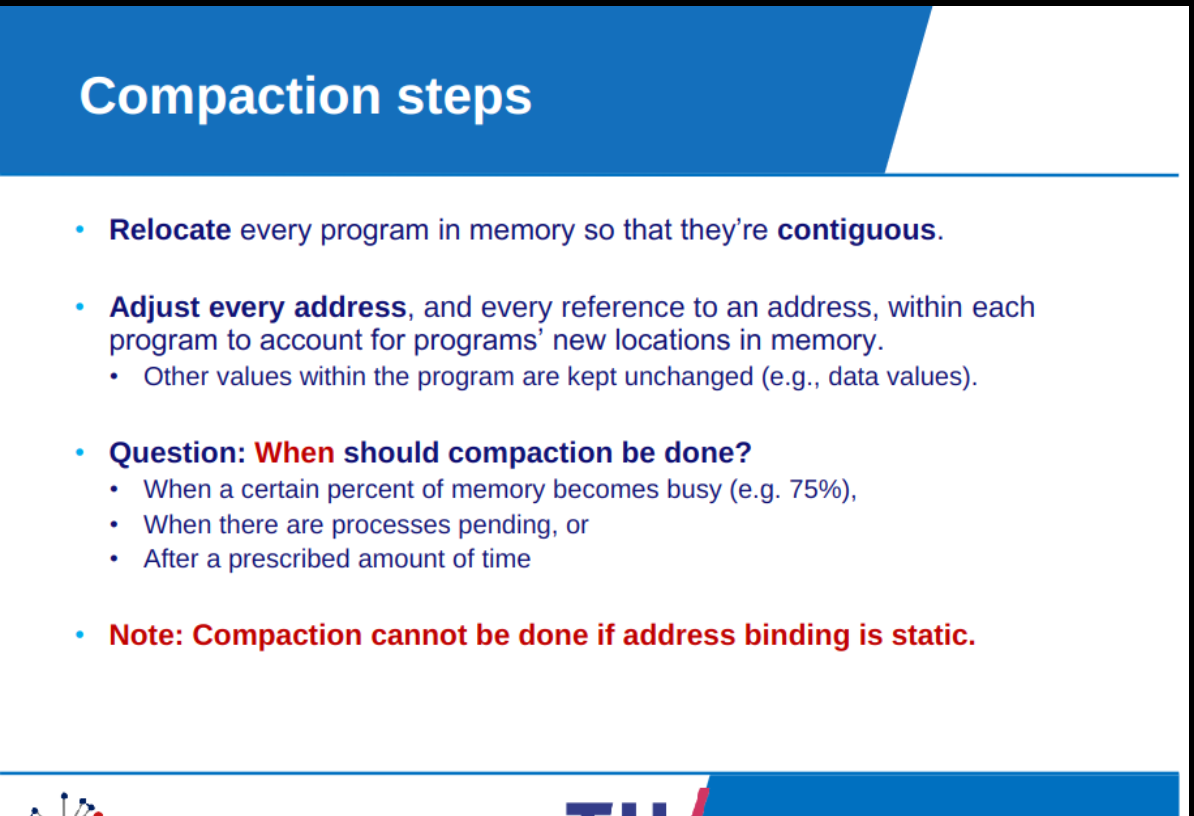 Compaction steps
• Relocate every program in memory so that they’re contiguous.
• Adjust every address, and every reference to an address, within each
program to account for programs’ new locations in memory.
• Other values within the program are kept unchanged (e.g., data values).
• Question: When should compaction be done?
• When a certain percent of memory becomes busy (e.g. 75%),
• When there are processes pending, or
• After a prescribed amount of time
• Note: Compaction cannot be done if address binding is static.